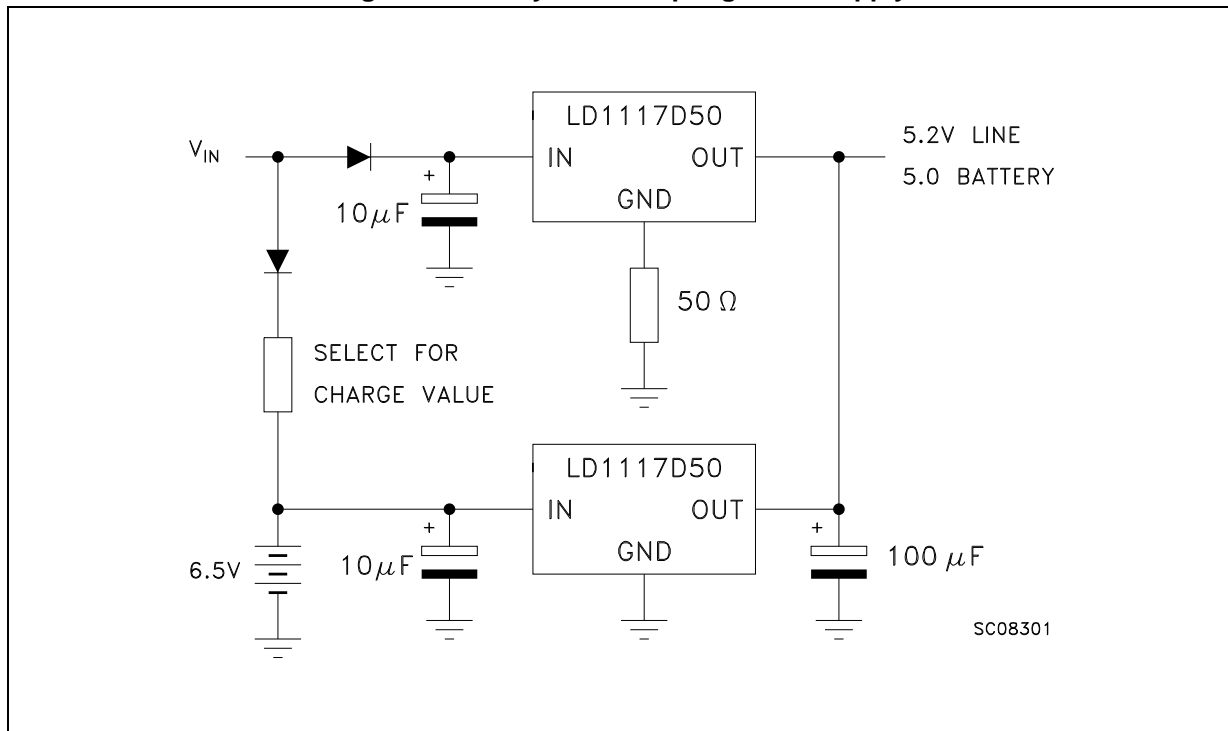 LD1117D50
V_IN
IN OUT
GND
+
10μF
5.2V LINE
5.0 BATTERY
50 Ω
SELECT FOR
CHARGE VALUE
LD1117D50
IN OUT
GND
+
10μF
+
100 μF
6.5V
SC08301